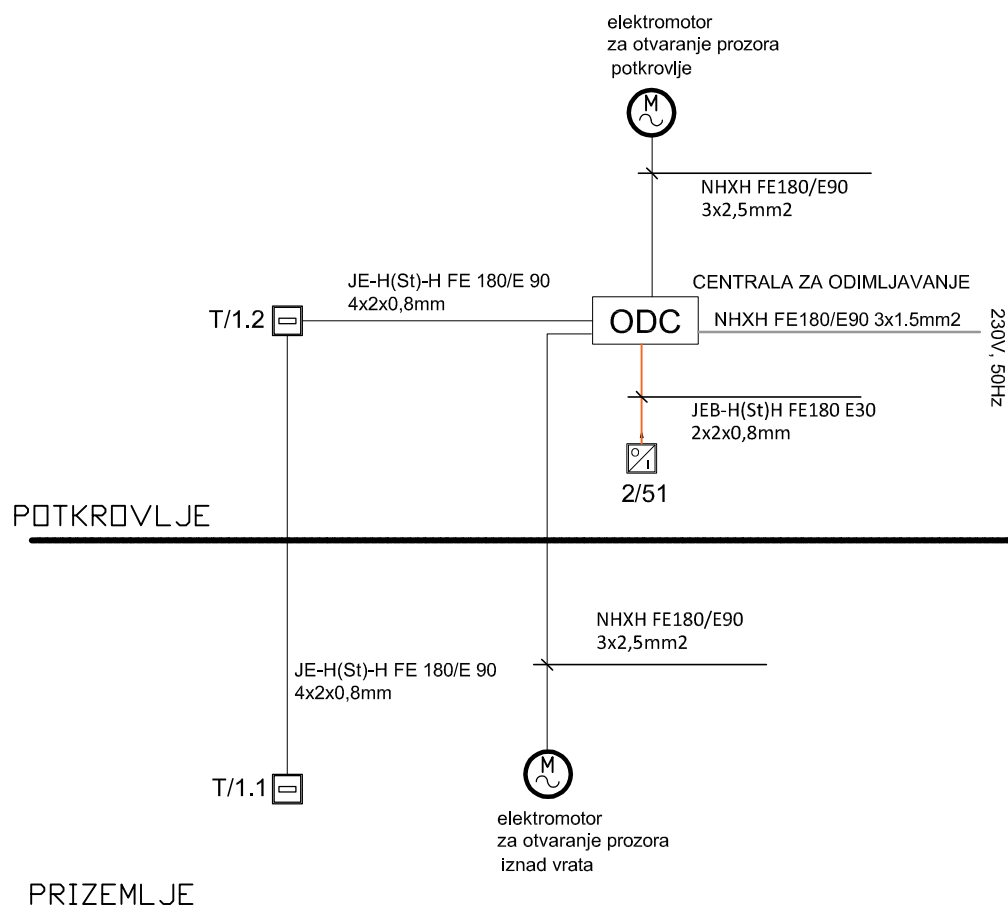 elektromotor
za otvaranje prozora
potkrovlje
M
NHXH FE180/E90
3x2,5mm2
JE-H(St)-H FE 180/E 90
4x2x0,8mm
CENTRALA ZA ODIMLJAVANJE
T/1.2
ODC
NHXH FE180/E90 3x1.5mm2
230V, 50Hz
JEB-H(St)H FE180 E30
2x2x0,8mm
O
I
2/51
POTKROVLJE
NHXH FE180/E90
3x2,5mm2
JE-H(St)-H FE 180/E 90
4x2x0,8mm
M
T/1.1
elektromotor
za otvaranje prozora
iznad vrata
PRIZEMLJE